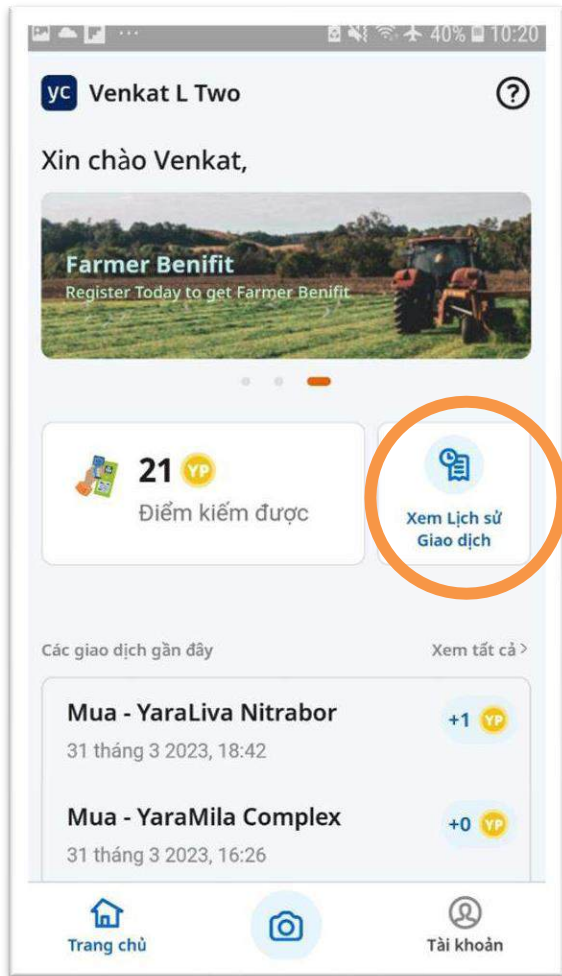 40% 10:20
yc Venkat L Two
Xin chào Venkat,
Farmer Benifit
Register Today to get Farmer Benifit
21 YP
Điểm kiếm được
Xem Lịch sử
Giao dịch
Các giao dịch gần đây Xem tất cả >
Mua - YaraLiva Nitrabor
+1 YP
31 tháng 3 2023, 18:42
Mua - YaraMila Complex
+0 YP
31 tháng 3 2023, 16:26
Trang chủ Tài khoản